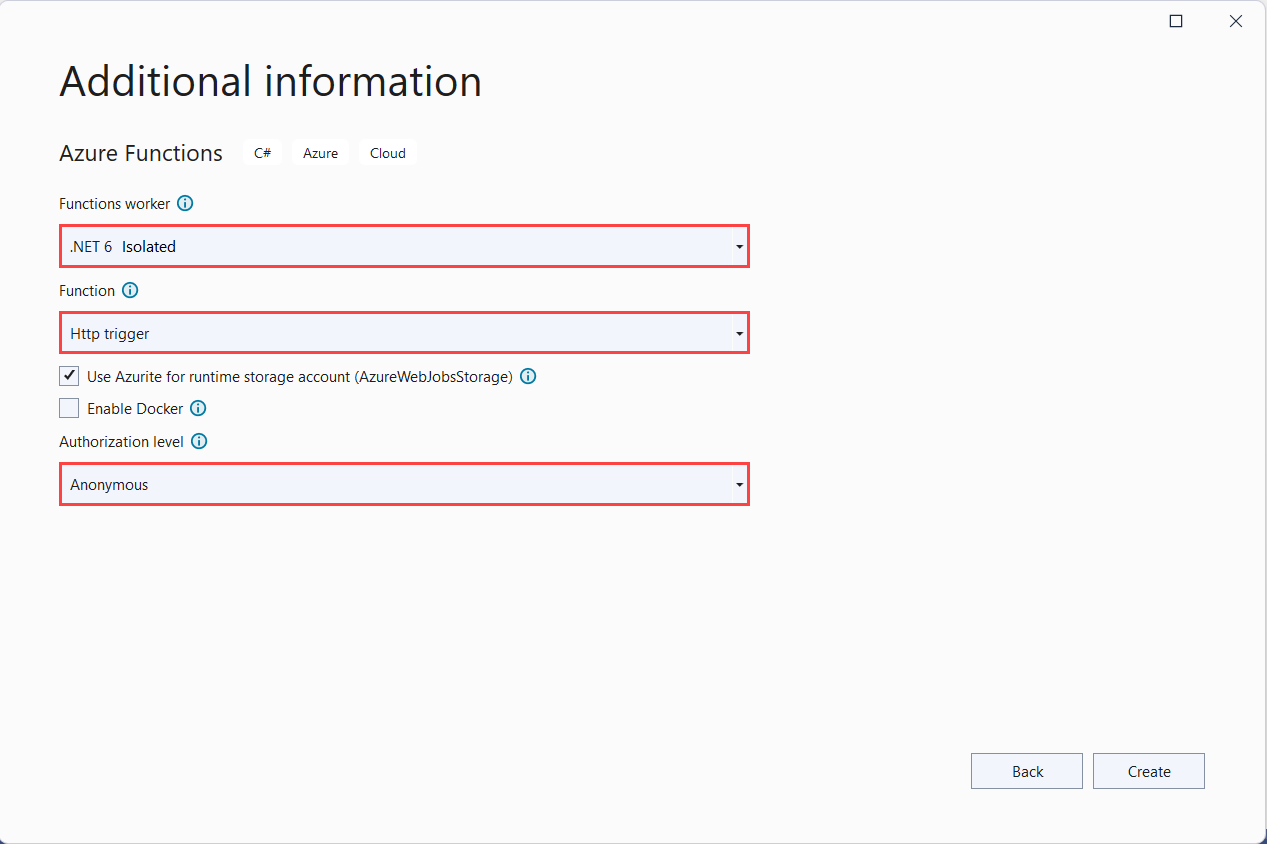 Additional information
Azure Functions C# Azure Cloud
Functions worker
.NET 6 Isolated
Function
Http trigger
Use Azurite for runtime storage account (AzureWebJobsStorage)
Enable Docker
Authorization level
Anonymous
Back Create